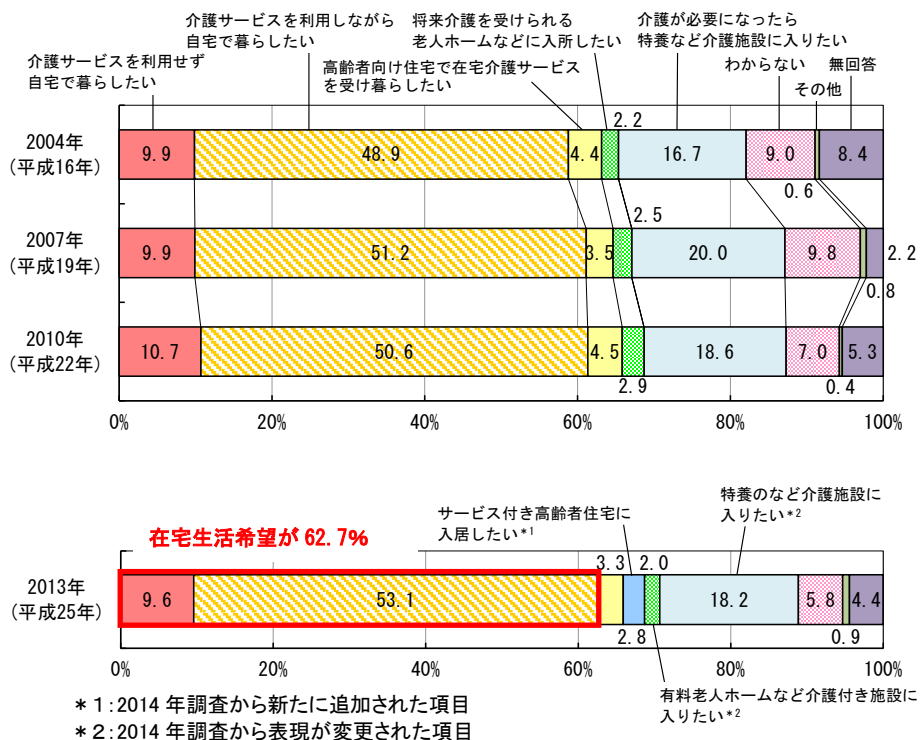 介護サービスを利用せず
自宅で暮らしたい
介護サービスを利用しながら
自宅で暮らしたい
高齢者向け住宅で在宅介護サービス
を受け暮らしたい
将来介護を受けられる
老人ホームなどに入所したい
介護が必要になったら
特養など介護施設に入りたい
わからない
その他
無回答
2004年
(平成16年)
9.9
48.9
4.4
2.2
16.7
9.0
0.6
8.4
2007年
(平成19年)
9.9
51.2
3.5
2.5
20.0
9.8
0.8
2.2
2010年
(平成22年)
10.7
50.6
4.5
2.9
18.6
7.0
0.4
5.3
0%
20%
40%
60%
80%
100%
在宅生活希望が 62.7%
サービス付き高齢者住宅に
入居したい*1
特養のなど介護施設に
入りたい*2
2013年
(平成25年)
9.6
53.1
3.3
2.8
2.0
18.2
5.8
0.9
4.4
0%
20%
40%
60%
80%
100%
有料老人ホームなど介護付き施設に
入りたい*2
*1:2014年調査から新たに追加された項目
*2:2014年調査から表現が変更された項目